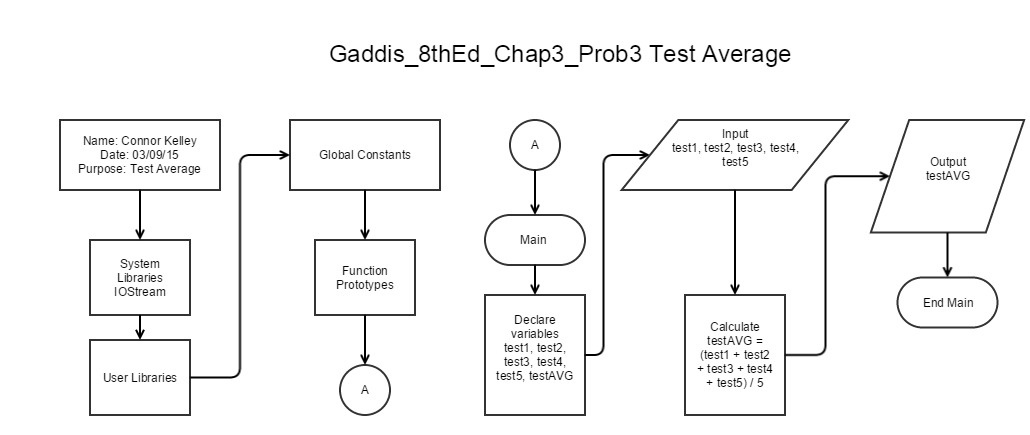 Gaddis_8thEd_Chap3_Prob3 Test Average
Name: Connor Kelley
Date: 03/09/15
Purpose: Test Average
System
Libraries
IOStream
User Libraries
Global Constants
Function
Prototypes
A
A
Main
Declare
variables
test1, test2,
test3, test4,
test5, testAVG
Input
test1, test2, test3, test4,
test5
Calculate
testAVG =
(test1 + test2
+ test3 + test4
+ test5) / 5
Output
testAVG
End Main